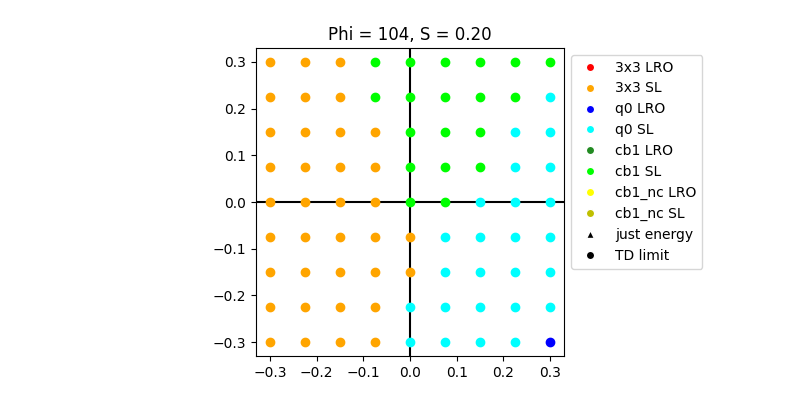 Phi = 104, S = 0.20
0.3
0.2
0.1
0.0
−0.1
−0.2
−0.3
−0.3 −0.2 −0.1 0.0 0.1 0.2 0.3
3x3 LRO
3x3 SL
q0 LRO
q0 SL
cb1 LRO
cb1 SL
cb1_nc LRO
cb1_nc SL
just energy
TD limit